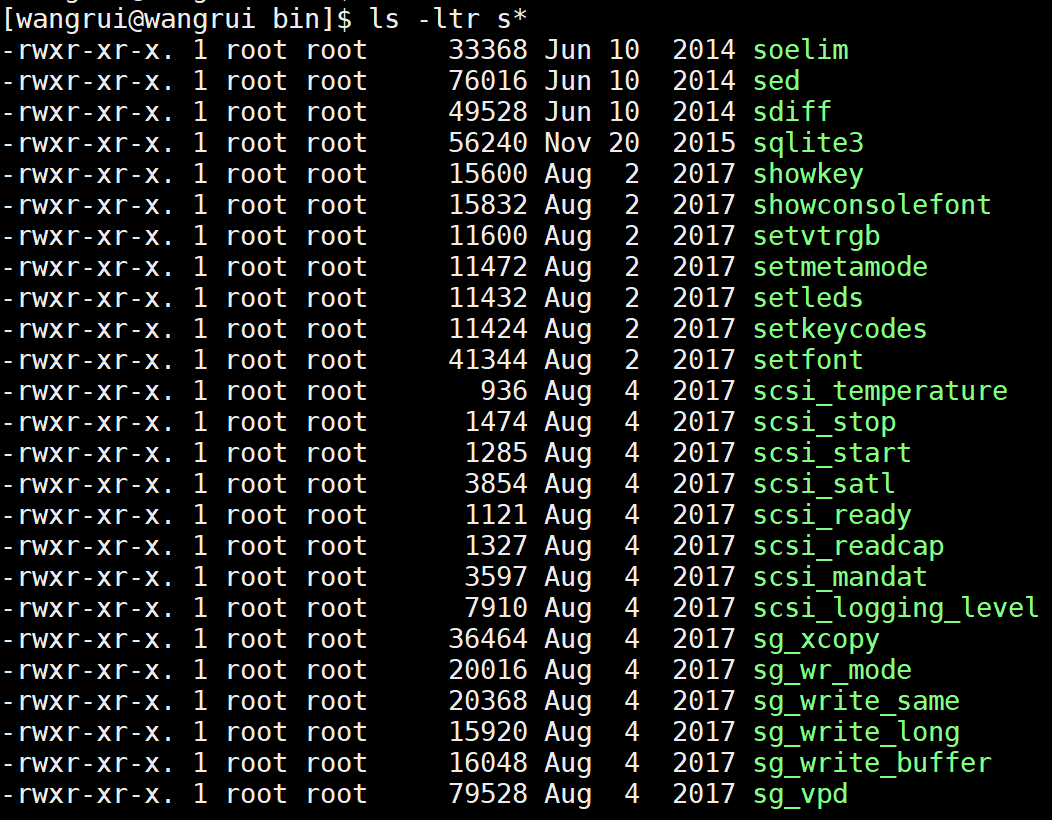 [wangrui@wangrui bin]$ ls -ltr s*
-rwxr-xr-x. 1 root root     33368 Jun 10  2014 soelim
-rwxr-xr-x. 1 root root     76016 Jun 10  2014 sed
-rwxr-xr-x. 1 root root     49528 Jun 10  2014 sdiff
-rwxr-xr-x. 1 root root     56240 Nov 20  2015 sqlite3
-rwxr-xr-x. 1 root root     15600 Aug  2  2017 showkey
-rwxr-xr-x. 1 root root     15832 Aug  2  2017 showconsolefont
-rwxr-xr-x. 1 root root     11600 Aug  2  2017 setvtrgb
-rwxr-xr-x. 1 root root     11472 Aug  2  2017 setmetamode
-rwxr-xr-x. 1 root root     11432 Aug  2  2017 setleds
-rwxr-xr-x. 1 root root     11424 Aug  2  2017 setkeycodes
-rwxr-xr-x. 1 root root     41344 Aug  2  2017 setfont
-rwxr-xr-x. 1 root root       936 Aug  4  2017 scsi_temperature
-rwxr-xr-x. 1 root root      1474 Aug  4  2017 scsi_stop
-rwxr-xr-x. 1 root root      1285 Aug  4  2017 scsi_start
-rwxr-xr-x. 1 root root      3854 Aug  4  2017 scsi_satl
-rwxr-xr-x. 1 root root      1121 Aug  4  2017 scsi_ready
-rwxr-xr-x. 1 root root      1327 Aug  4  2017 scsi_readcap
-rwxr-xr-x. 1 root root      3597 Aug  4  2017 scsi_mandat
-rwxr-xr-x. 1 root root      7910 Aug  4  2017 scsi_logging_level
-rwxr-xr-x. 1 root root     36464 Aug  4  2017 sg_xcopy
-rwxr-xr-x. 1 root root     20016 Aug  4  2017 sg_wr_mode
-rwxr-xr-x. 1 root root     20368 Aug  4  2017 sg_write_same
-rwxr-xr-x. 1 root root     15920 Aug  4  2017 sg_write_long
-rwxr-xr-x. 1 root root     16048 Aug  4  2017 sg_write_buffer
-rwxr-xr-x. 1 root root     79528 Aug  4  2017 sg_vpd